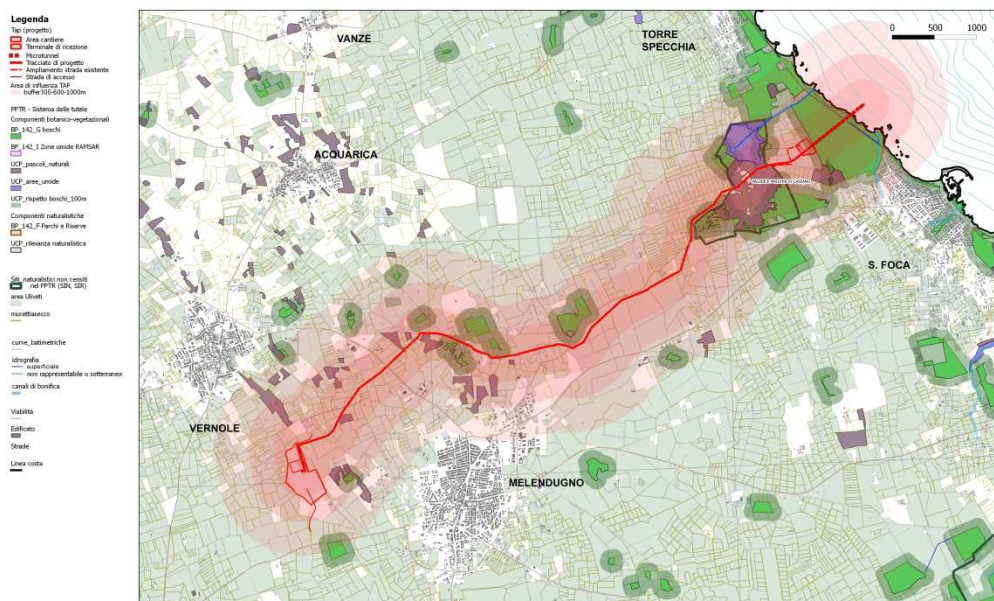 Legenda
Tap (progetto)
Area cantiere
Terminale di ricezione
Microtunnel
Tracciato di progetto
Ampliamento strada esistente
Strada di accesso
Area di influenza TAP
buffer300-600-1000m
PPTR - Sistema delle tutele
Componenti botanico-vegetazionali
BP_142_G boschi
BP_142_I Zone umide RAMSAR
UCP_pascoli_naturali
UCP_aree_umide
UCP_rispetto boschi_100m
Componenti naturalistiche
BP_142_F Parchi e Riserve
UCP_rilevanza naturalistica
Siti naturalistici non censiti
nel PPTR (SIN, SIR)
area Uliveti
murettiasecco
curve_batimetriche
idrografia
superficiale
non rappresentabile o sotterranea
canali di bonifica
Viabilità
Edificato
Strade
Linea costa
VANZE
TORRE
SPECCHIA
0 500 1000
ACQUARICA
PALUDE E MACCHIA DI CASSANO
S. FOCA
VERNOLE
MELENDUGNO